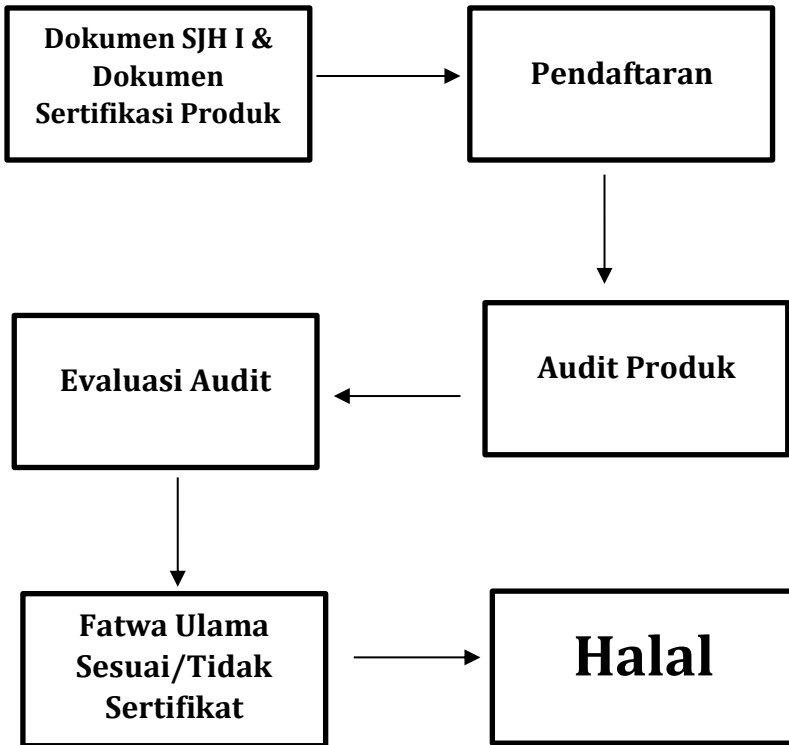 Dokumen SJH I &
Dokumen
Sertifikasi Produk
Pendaftaran
Audit Produk
Evaluasi Audit
Fatwa Ulama
Sesuai/Tidak
Sertifikat
Halal